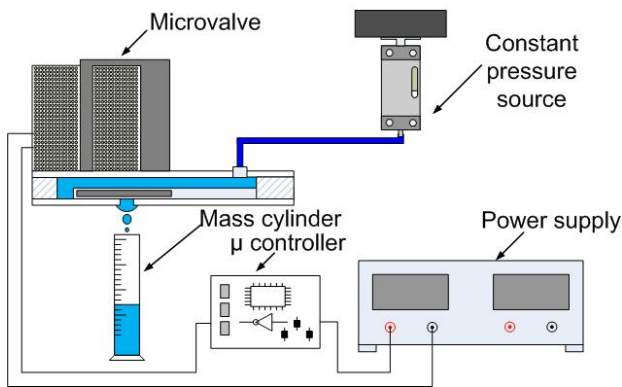 Microvalve
Constant
pressure
source
Mass cylinder
μ controller
Power supply